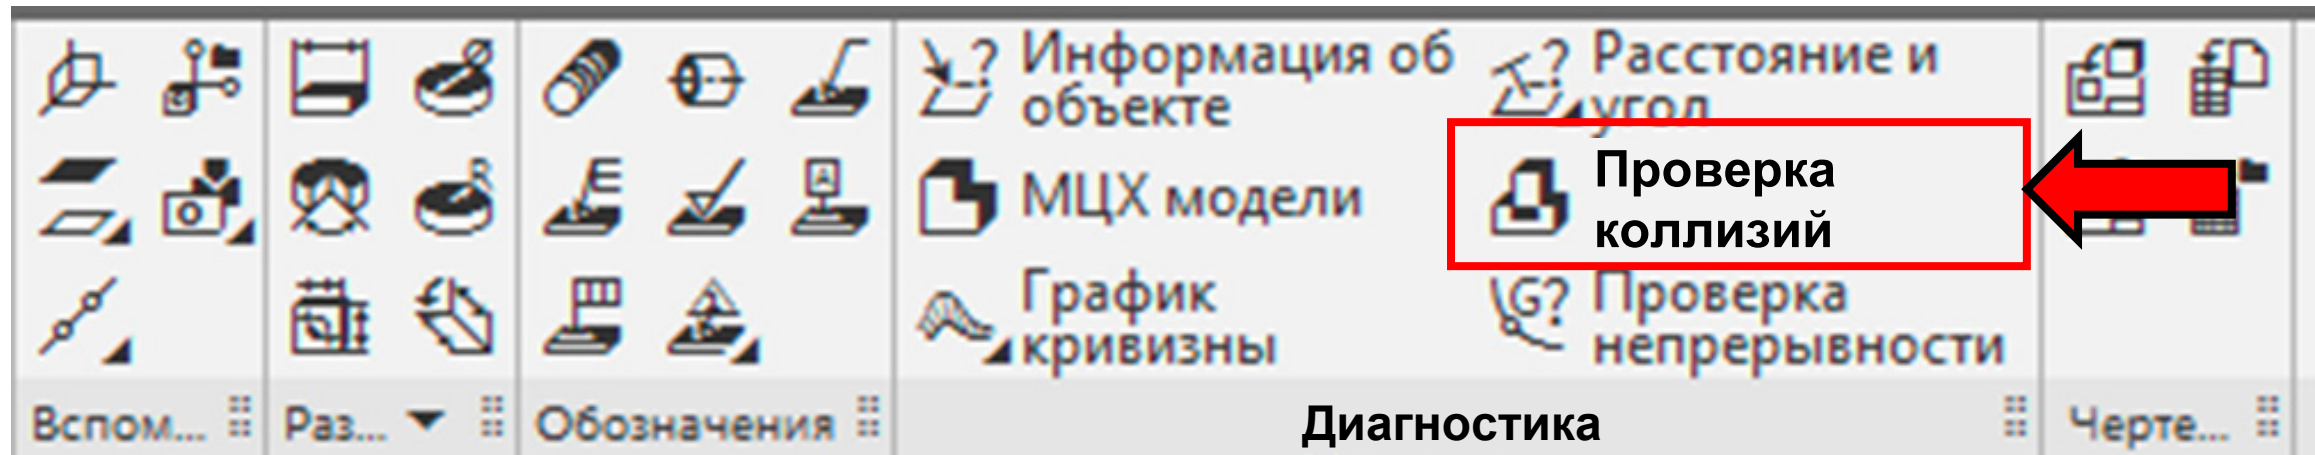 Информация об
объекте
Расстояние и
угол
МЦХ модели
Проверка
коллизий
График
кривизны
G?
Проверка
непрерывности
Вспом...
Раз...
Обозначения
Диагностика
Черте...